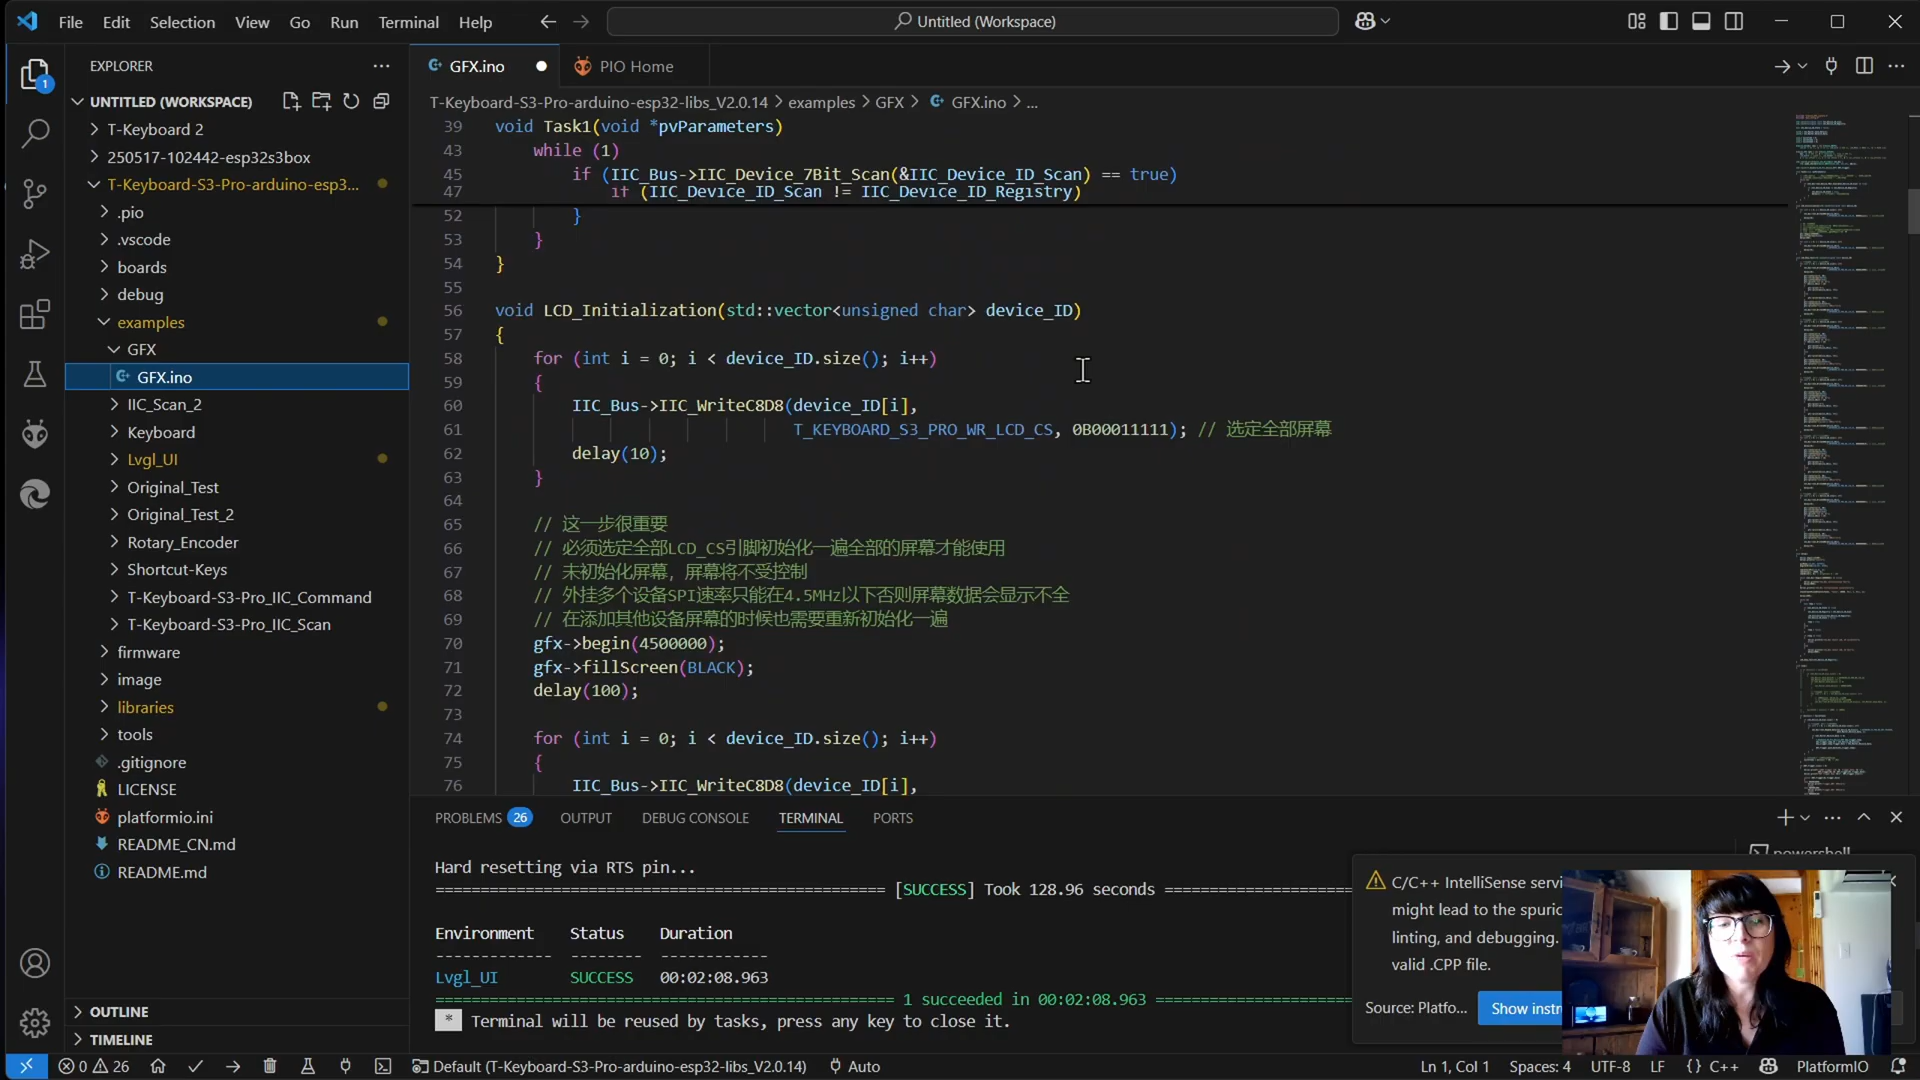 File Edit Selection View Go Run Terminal Help
Untitled (Workspace)
EXPLORER
UNTITLED (WORKSPACE)
T-Keyboard 2
250517-102442-esp32s3box
T-Keyboard-S3-Pro-arduino-esp3...
.pio
.vscode
boards
debug
examples
GFX
GFX.ino
IIC_Scan_2
Keyboard
Lvgl_UI
Original_Test
Original_Test_2
Rotary_Encoder
Shortcut-Keys
T-Keyboard-S3-Pro_IIC_Command
T-Keyboard-S3-Pro_IIC_Scan
firmware
image
libraries
tools
.gitignore
LICENSE
platformio.ini
README_CN.md
README.md
OUTLINE
TIMELINE
GFX.ino
PIO Home
T-Keyboard-S3-Pro-arduino-esp32-libs_V2.0.14 > examples > GFX > GFX.ino > ...
39 void Task1(void *pvParameters)
43 while (1)
45 if (IIC_Bus->IIC_Device_7Bit_Scan(&IIC_Device_ID_Scan) == true)
47 if (IIC_Device_ID_Scan != IIC_Device_ID_Registry)
52 }
53 }
54 }
55
56 void LCD_Initialization(std::vector<unsigned char> device_ID)
57 {
58 for (int i = 0; i < device_ID.size(); i++)
59 {
60 IIC_Bus->IIC_WriteC8D8(device_ID[i],
61 T_KEYBOARD_S3_PRO_WR_LCD_CS, 0B00011111); // 选定全部屏幕
62 delay(10);
63 }
64
65 // 这一步很重要
66 // 必须选定全部LCD_CS引脚初始化一遍全部的屏幕才能使用
67 // 未初始化屏幕，屏幕将不受控制
68 // 外挂多个设备SPI速率只能在4.5MHz以下否则屏幕数据会显示不全
69 // 在添加其他设备屏幕的时候也需要重新初始化一遍
70 gfx->begin(4500000);
71 gfx->fillScreen(BLACK);
72 delay(100);
73
74 for (int i = 0; i < device_ID.size(); i++)
75 {
76 IIC_Bus->IIC_WriteC8D8(device_ID[i],
PROBLEMS 26 OUTPUT DEBUG CONSOLE TERMINAL PORTS
powershell
Hard resetting via RTS pin...
============================================= [SUCCESS] Took 128.96 seconds =====================
Environment Status Duration
------------- -------- ------------
Lvgl_UI SUCCESS 00:02:08.963
============================================== 1 succeeded in 00:02:08.963 =====================
* Terminal will be reused by tasks, press any key to close it.
C/C++ IntelliSense servi
might lead to the spuric
linting, and debugging.
valid .CPP file.
Source: Platfo...
Show instr
0 26
Default (T-Keyboard-S3-Pro-arduino-esp32-libs_V2.0.14)
Auto
Ln 1, Col 1 Spaces: 4 UTF-8 LF {} C++ PlatformIO